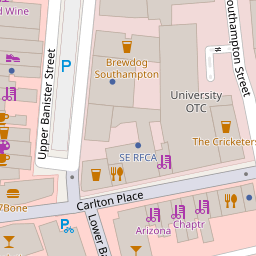 d Wine
Upper Banister Street
P
Brewdog
Southampton
Southampton Street
University
OTC
The Cricketers
SE RFCA
Carlton Place
7Bone
P
Lower Ba
Arizona
Chaptr